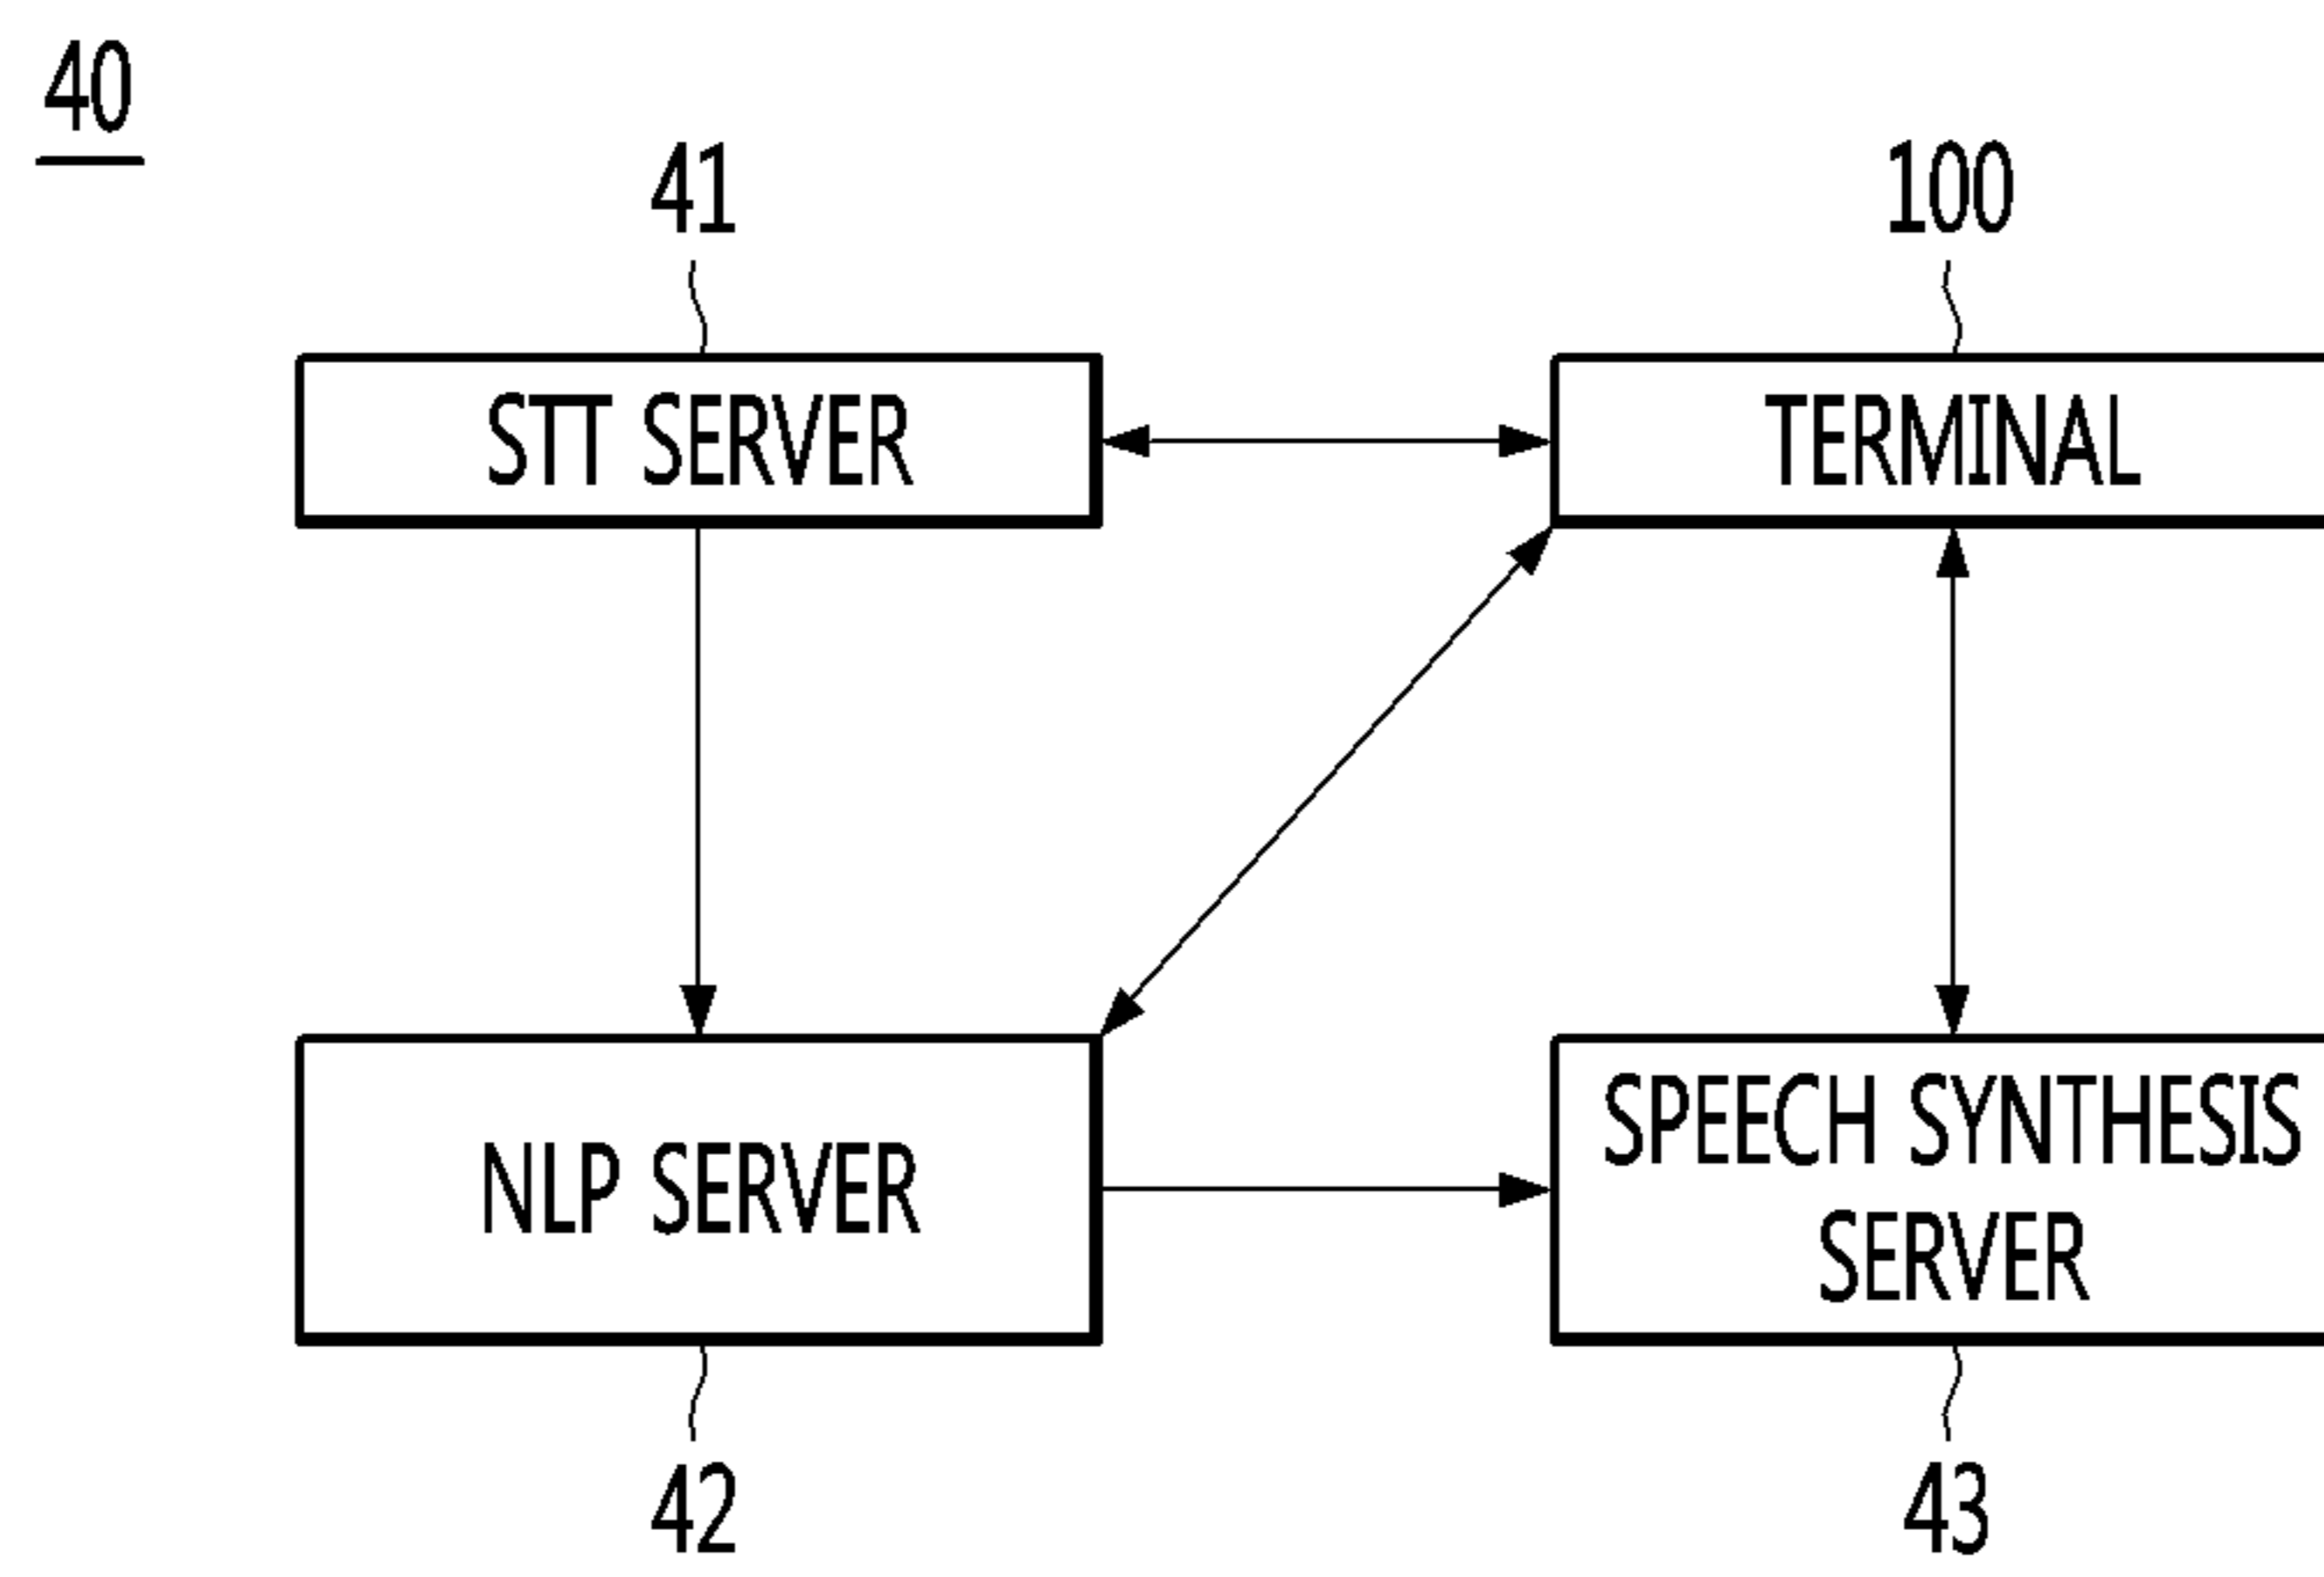 40
41
100
STT SERVER
TERMINAL
NLP SERVER
SPEECH SYNTHESIS
SERVER
42
43